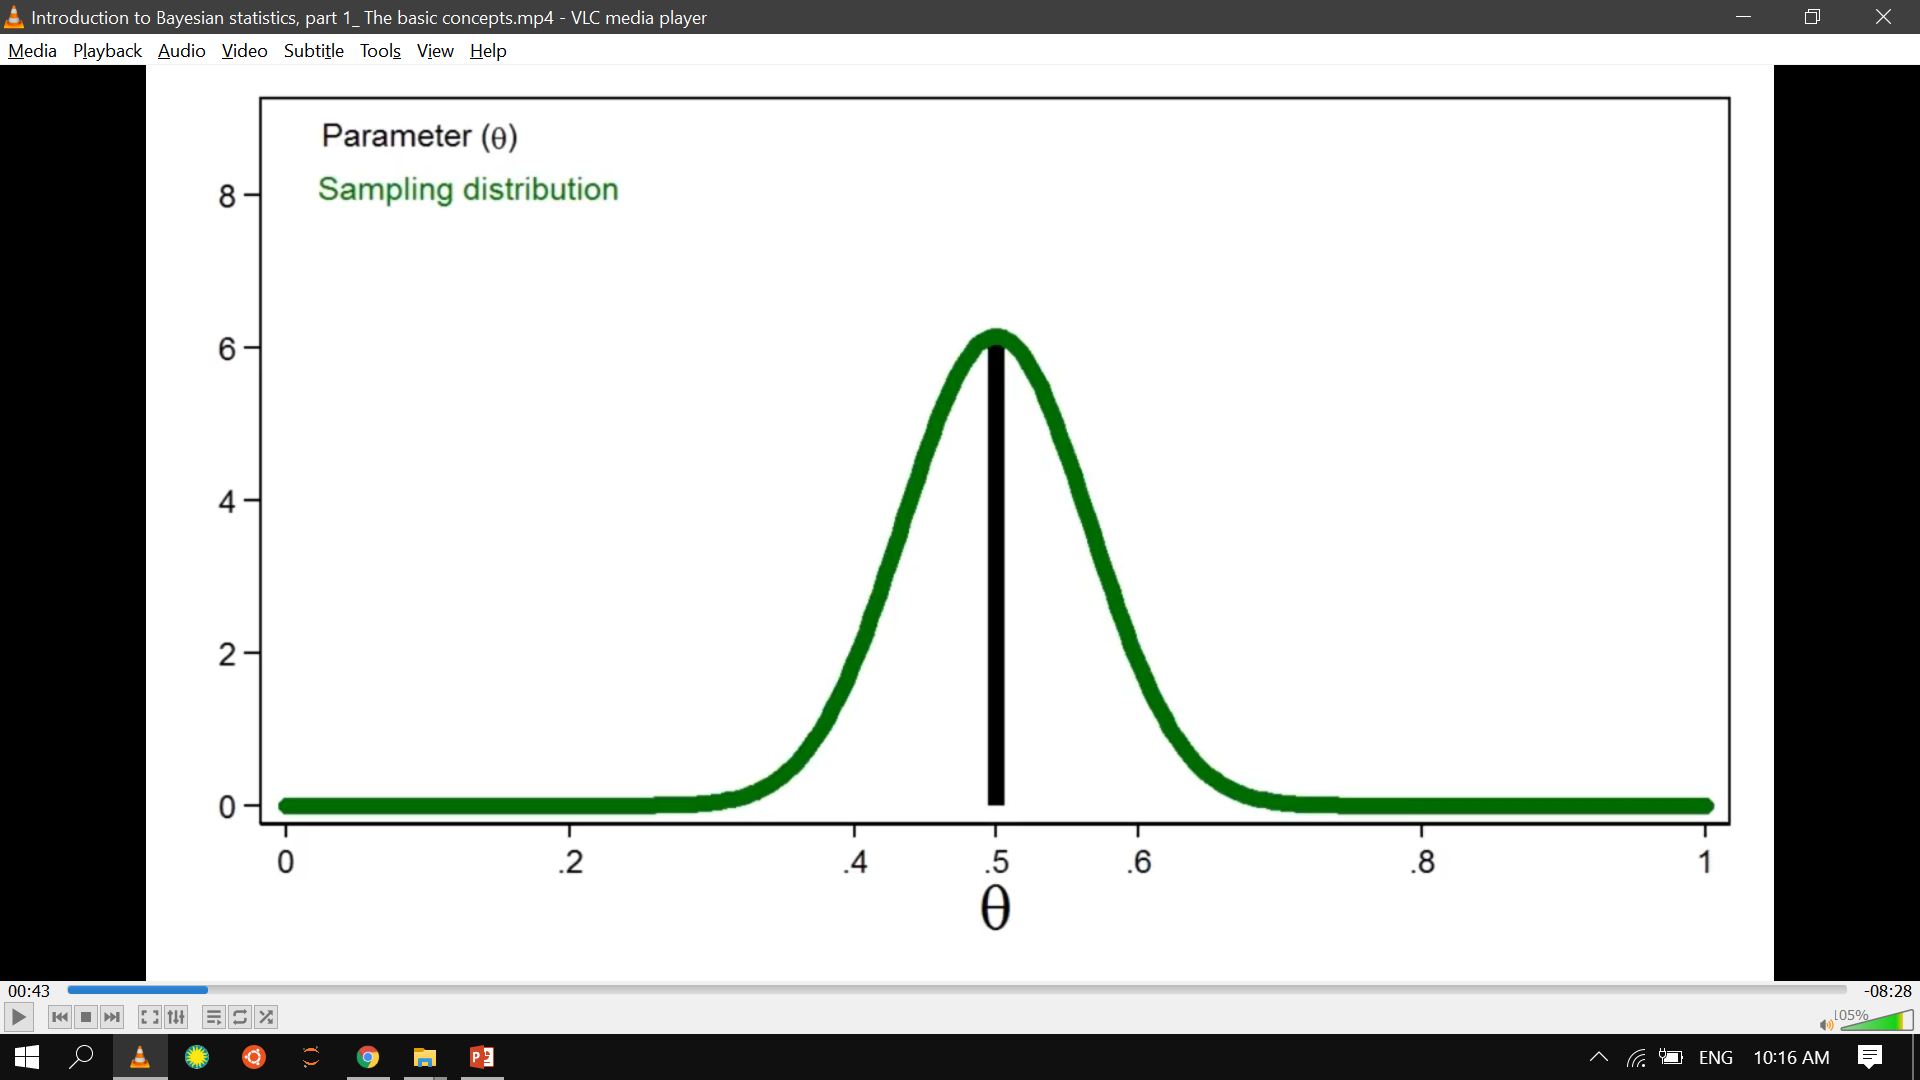 Introduction to Bayesian statistics, part 1_ The basic concepts.mp4 - VLC media player
Media Playback Audio Video Subtitle Tools View Help
Parameter (θ)
Sampling distribution
8
6
4
2
0
0 .2 .4 .5 .6 .8 1
θ
00:43 -08:28
105%
ENG 10:16 AM